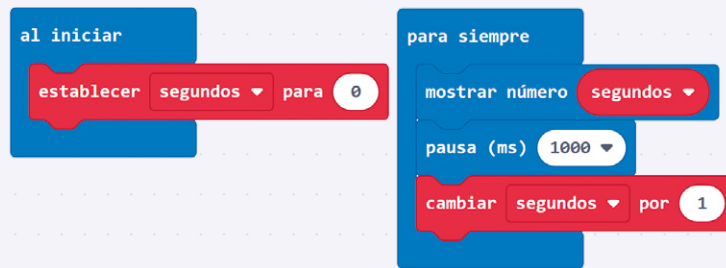 al iniciar
establecer segundos para 0
para siempre
mostrar número segundos
pausa (ms) 1000
cambiar segundos por 1